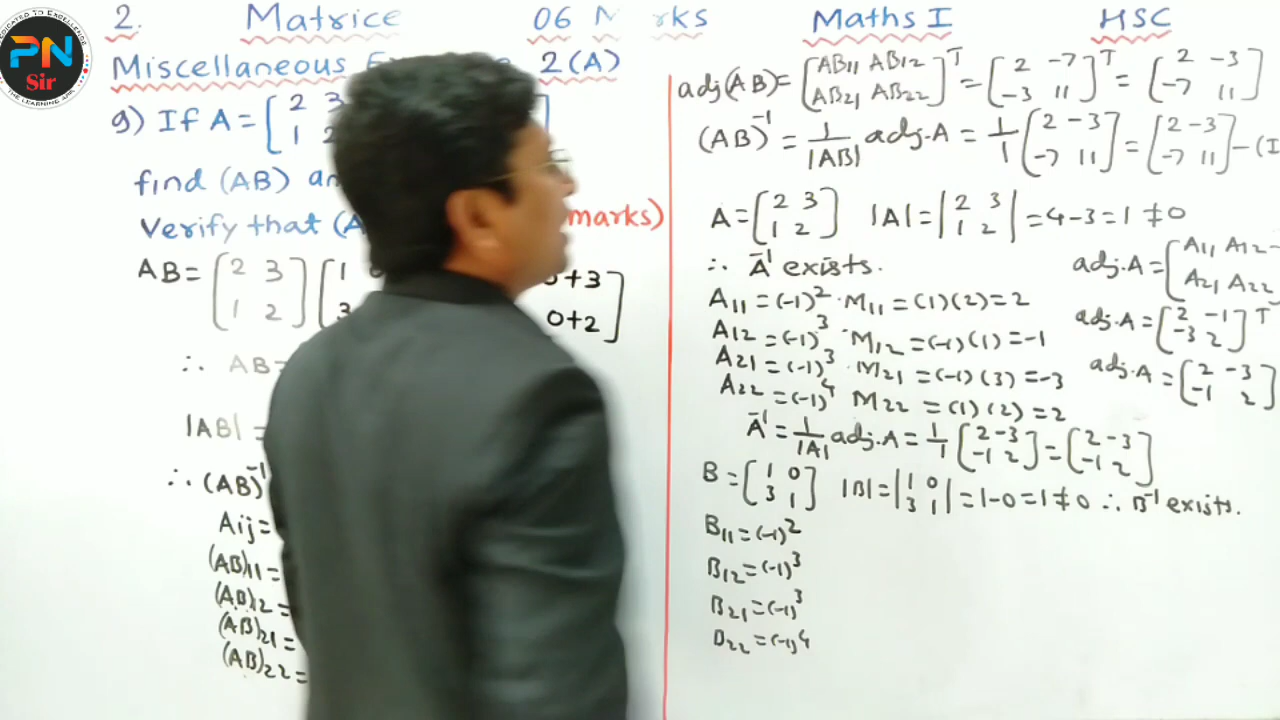 DEDICATED TO EXCELLENCE
PN
Sir
THE LEARNING APP
2. Matrice 06 M rks Maths I HSC
Miscellaneous E 2(A)
9) If A = [2 3
1 2
find (AB) an
Verify that (A marks)
AB = [2 3 [1 +3]
1 2] 3 0+2]
∴ AB =
|AB| =
∴ (AB)⁻¹
Aij =
(AB)11 =
(AB)12 =
(AB)21 =
(AB)22 =
adj(AB) = [AB11 AB12 ]ᵀ = [2 -7 ]ᵀ = [2 -3 ]
AB21 AB22 -3 11 -7 11
(AB)⁻¹ = 1/|AB| adj.A = 1/1 [2 -3 ] = [2 -3 ] - (I
-7 11 -7 11
A = [2 3 ] |A| = |2 3 | = 4-3 = 1 ≠ 0
1 2 1 2
∴ A⁻¹ exists.
adj.A = [A11 A12
A21 A22
A11 = (-1)² · M11 = (1)(2) = 2
A12 = (-1)³ · M12 = (-1)(1) = -1
A21 = (-1)³ · M21 = (-1)(3) = -3
A22 = (-1)⁴ M22 = (1)(2) = 2
adj.A = [2 -1 ]ᵀ
-3 2
adj.A = [2 -3 ]
-1 2
A⁻¹ = 1/|A| adj.A = 1/1 [2 -3 ] = [2 -3 ]
-1 2 -1 2
B = [1 0 ] |B| = |1 0 | = 1-0 = 1 ≠ 0 ∴ B⁻¹ exists.
3 1 3 1
B11 = (-1)²
B12 = (-1)³
B21 = (-1)³
B22 = (-1)⁴